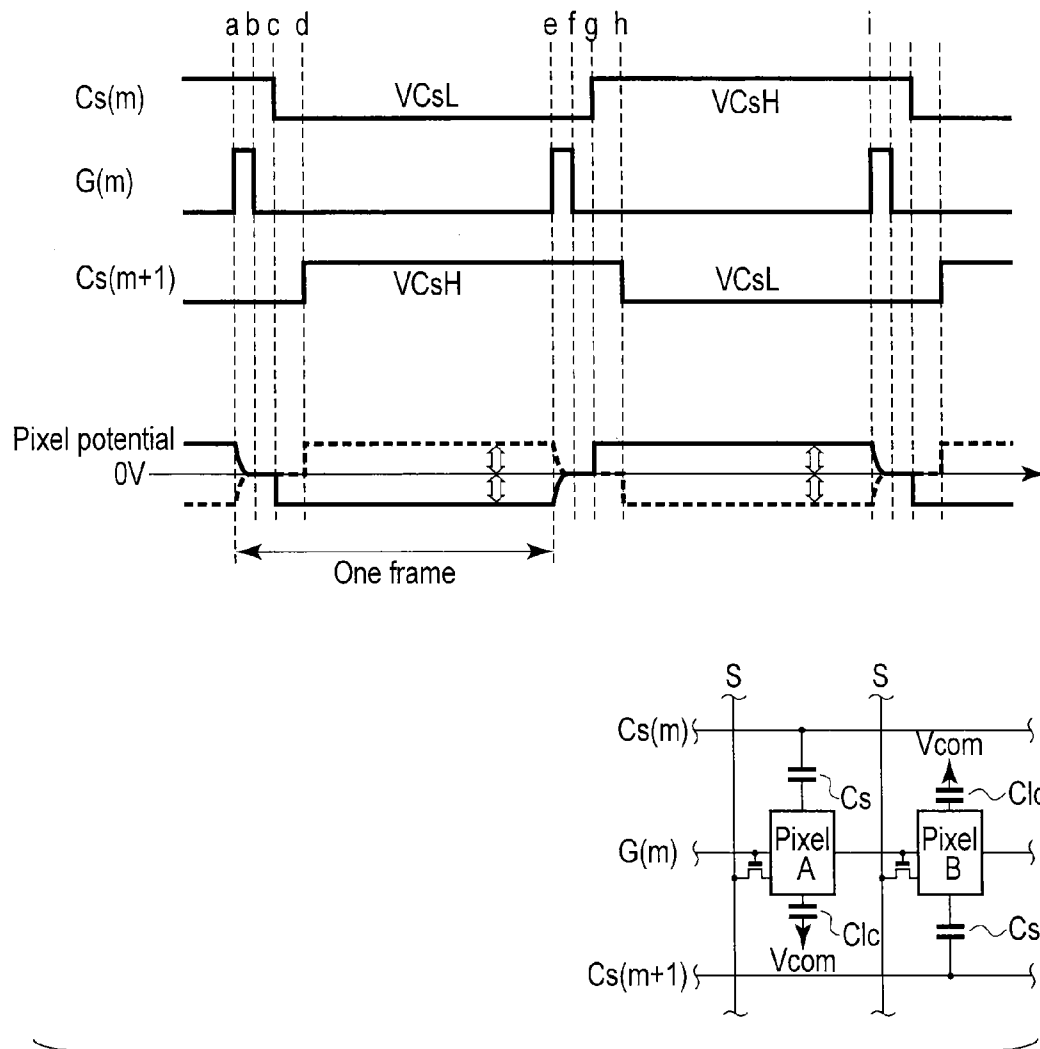 a b c d e f g h i
Cs(m)
VCsL
VCsH
G(m)
Cs(m+1)
VCsH
VCsL
Pixel potential
0V
One frame
S S
Cs(m)
Vcom
Cs
Clc
G(m)
Pixel
A
Pixel
B
Clc
Cs
Vcom
Cs(m+1)